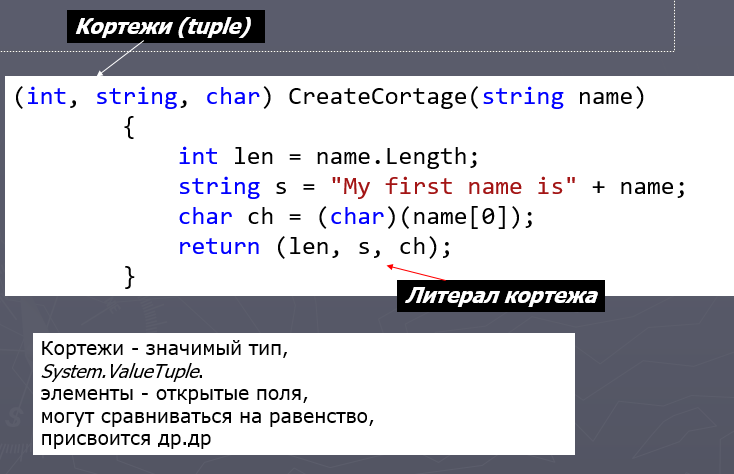 Кортежи (tuple)
(int, string, char) CreateCortage(string name)
{
int len = name.Length;
string s = "My first name is" + name;
char ch = (char)(name[0]);
return (len, s, ch);
}
Литерал кортежа
Кортежи - значимый тип,
System.ValueTuple.
элементы - открытые поля,
могут сравниваться на равенство,
присвоится др.др